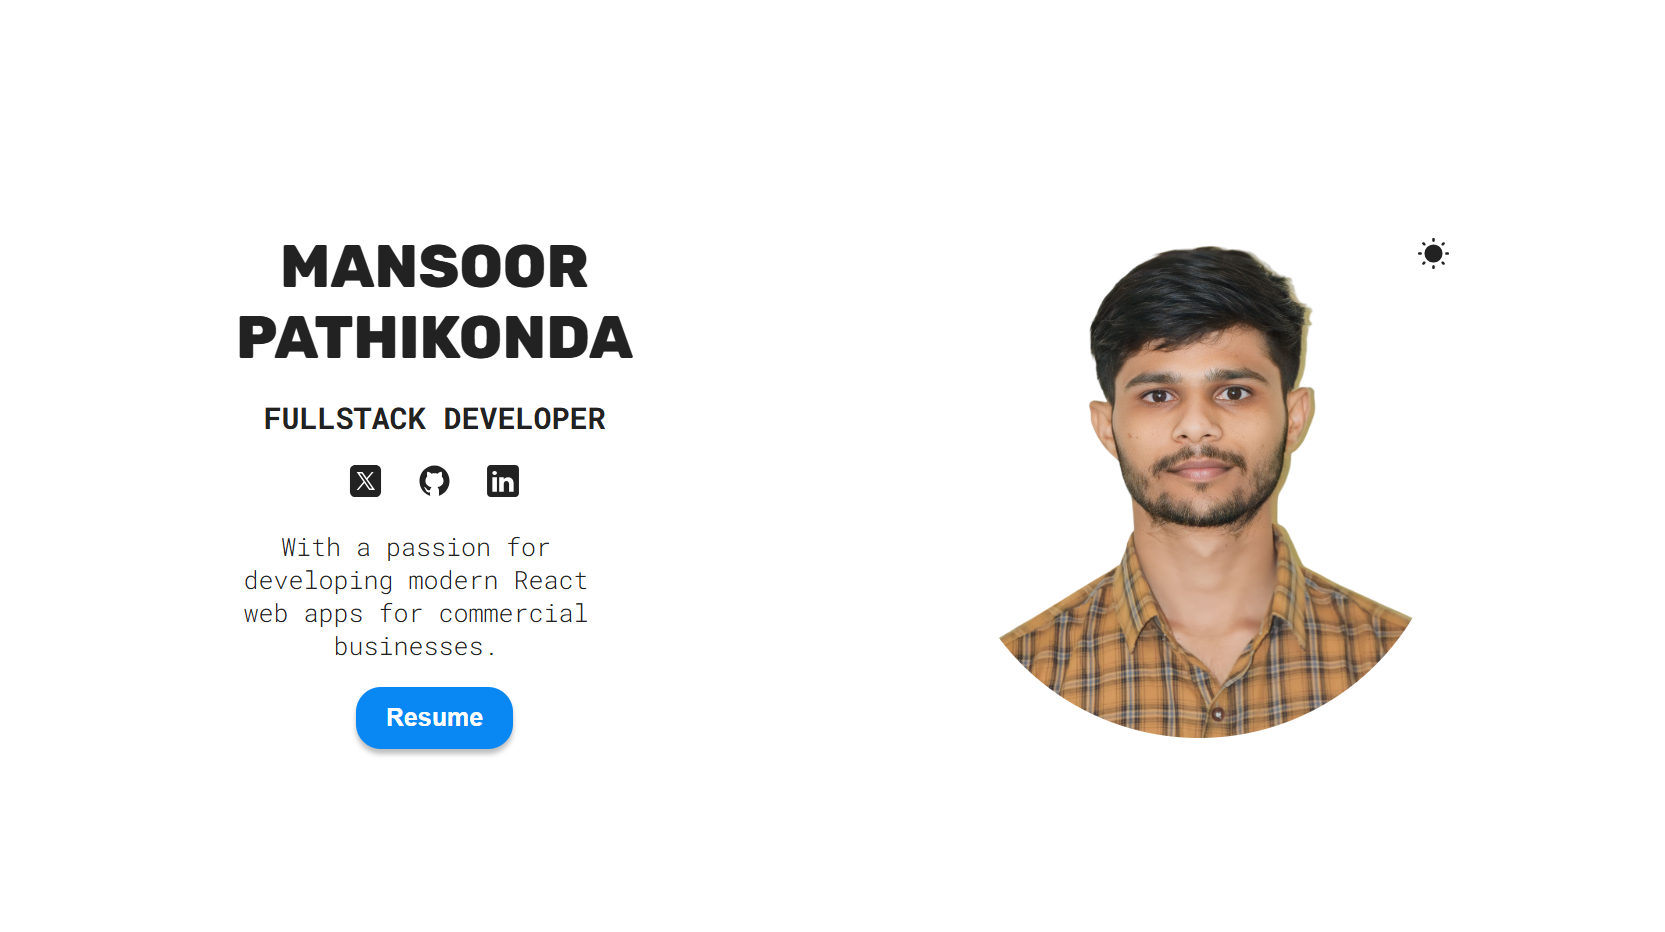 MANSOOR
PATHIKONDA
FULLSTACK DEVELOPER
With a passion for
developing modern React
web apps for commercial
businesses.
Resume